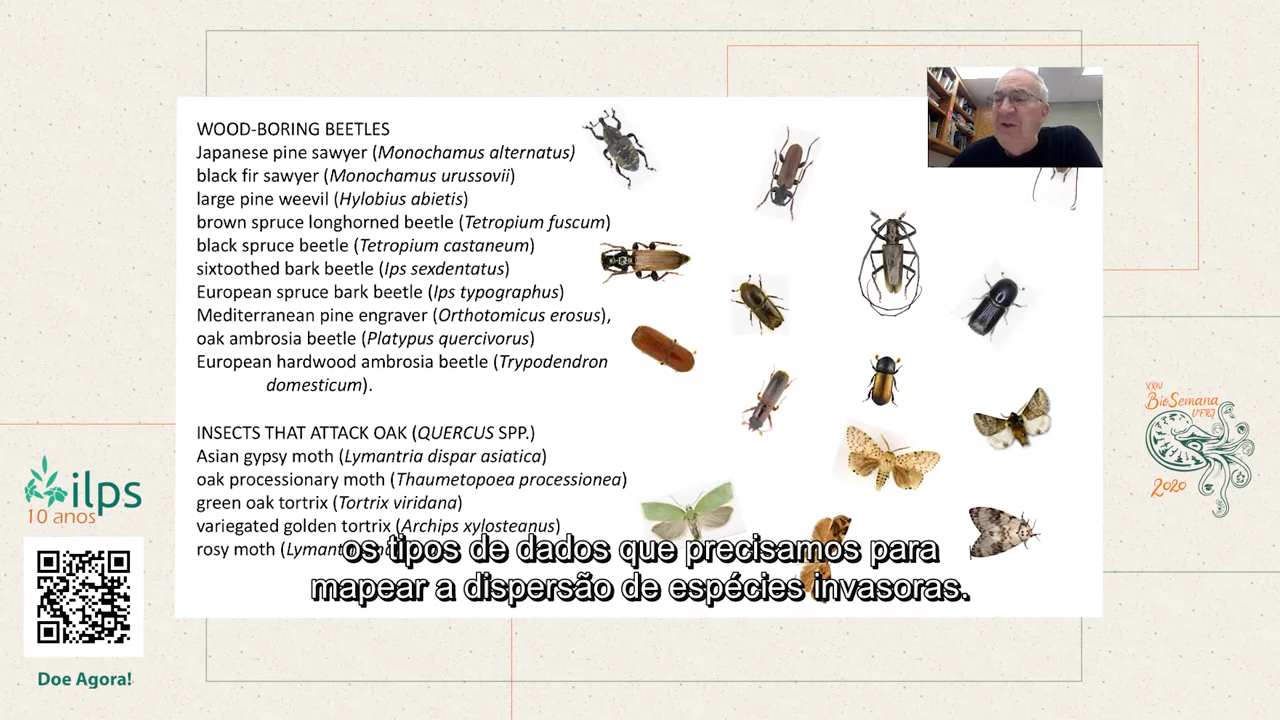 WOOD-BORING BEETLES
Japanese pine sawyer (Monochamus alternatus)
black fir sawyer (Monochamus urussovii)
large pine weevil (Hylobius abietis)
brown spruce longhorned beetle (Tetropium fuscum)
black spruce beetle (Tetropium castaneum)
sixtoothed bark beetle (Ips sexdentatus)
European spruce bark beetle (Ips typographus)
Mediterranean pine engraver (Orthotomicus erosus),
oak ambrosia beetle (Platypus quercivorus)
European hardwood ambrosia beetle (Trypodendron
domesticum).
INSECTS THAT ATTACK OAK (QUERCUS SPP.)
Asian gypsy moth (Lymantria dispar asiatica)
oak processionary moth (Thaumetopoea processionea)
green oak tortrix (Tortrix viridana)
variegated golden tortrix (Archips xylosteanus)
rosy moth
os tipos de dados que precisamos para
mapear a dispersão de espécies invasoras.
ilps
10 anos
Doe Agora!
XXIV
BioSemana
UFRJ
2020